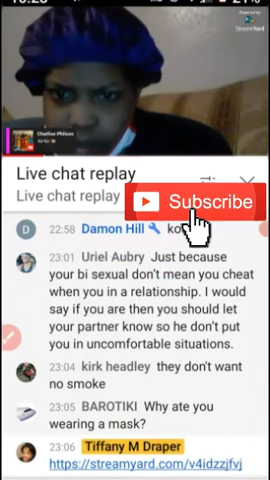 Powered by
StreamYard
Charlise Philson
Live chat replay
Live chat replay
Subscribe
D 22:58 Damon Hill ko
23:01 Uriel Aubry Just because
your bi sexual don't mean you cheat
when you in a relationship. I would
say if you are then you should let
your partner know so he don't put
you in uncomfortable situations.
23:04 kirk headley they don't want
no smoke
23:05 BAROTIKI Why ate you
wearing a mask?
23:06 Tiffany M Draper
https://streamyard.com/v4idzzjfvj